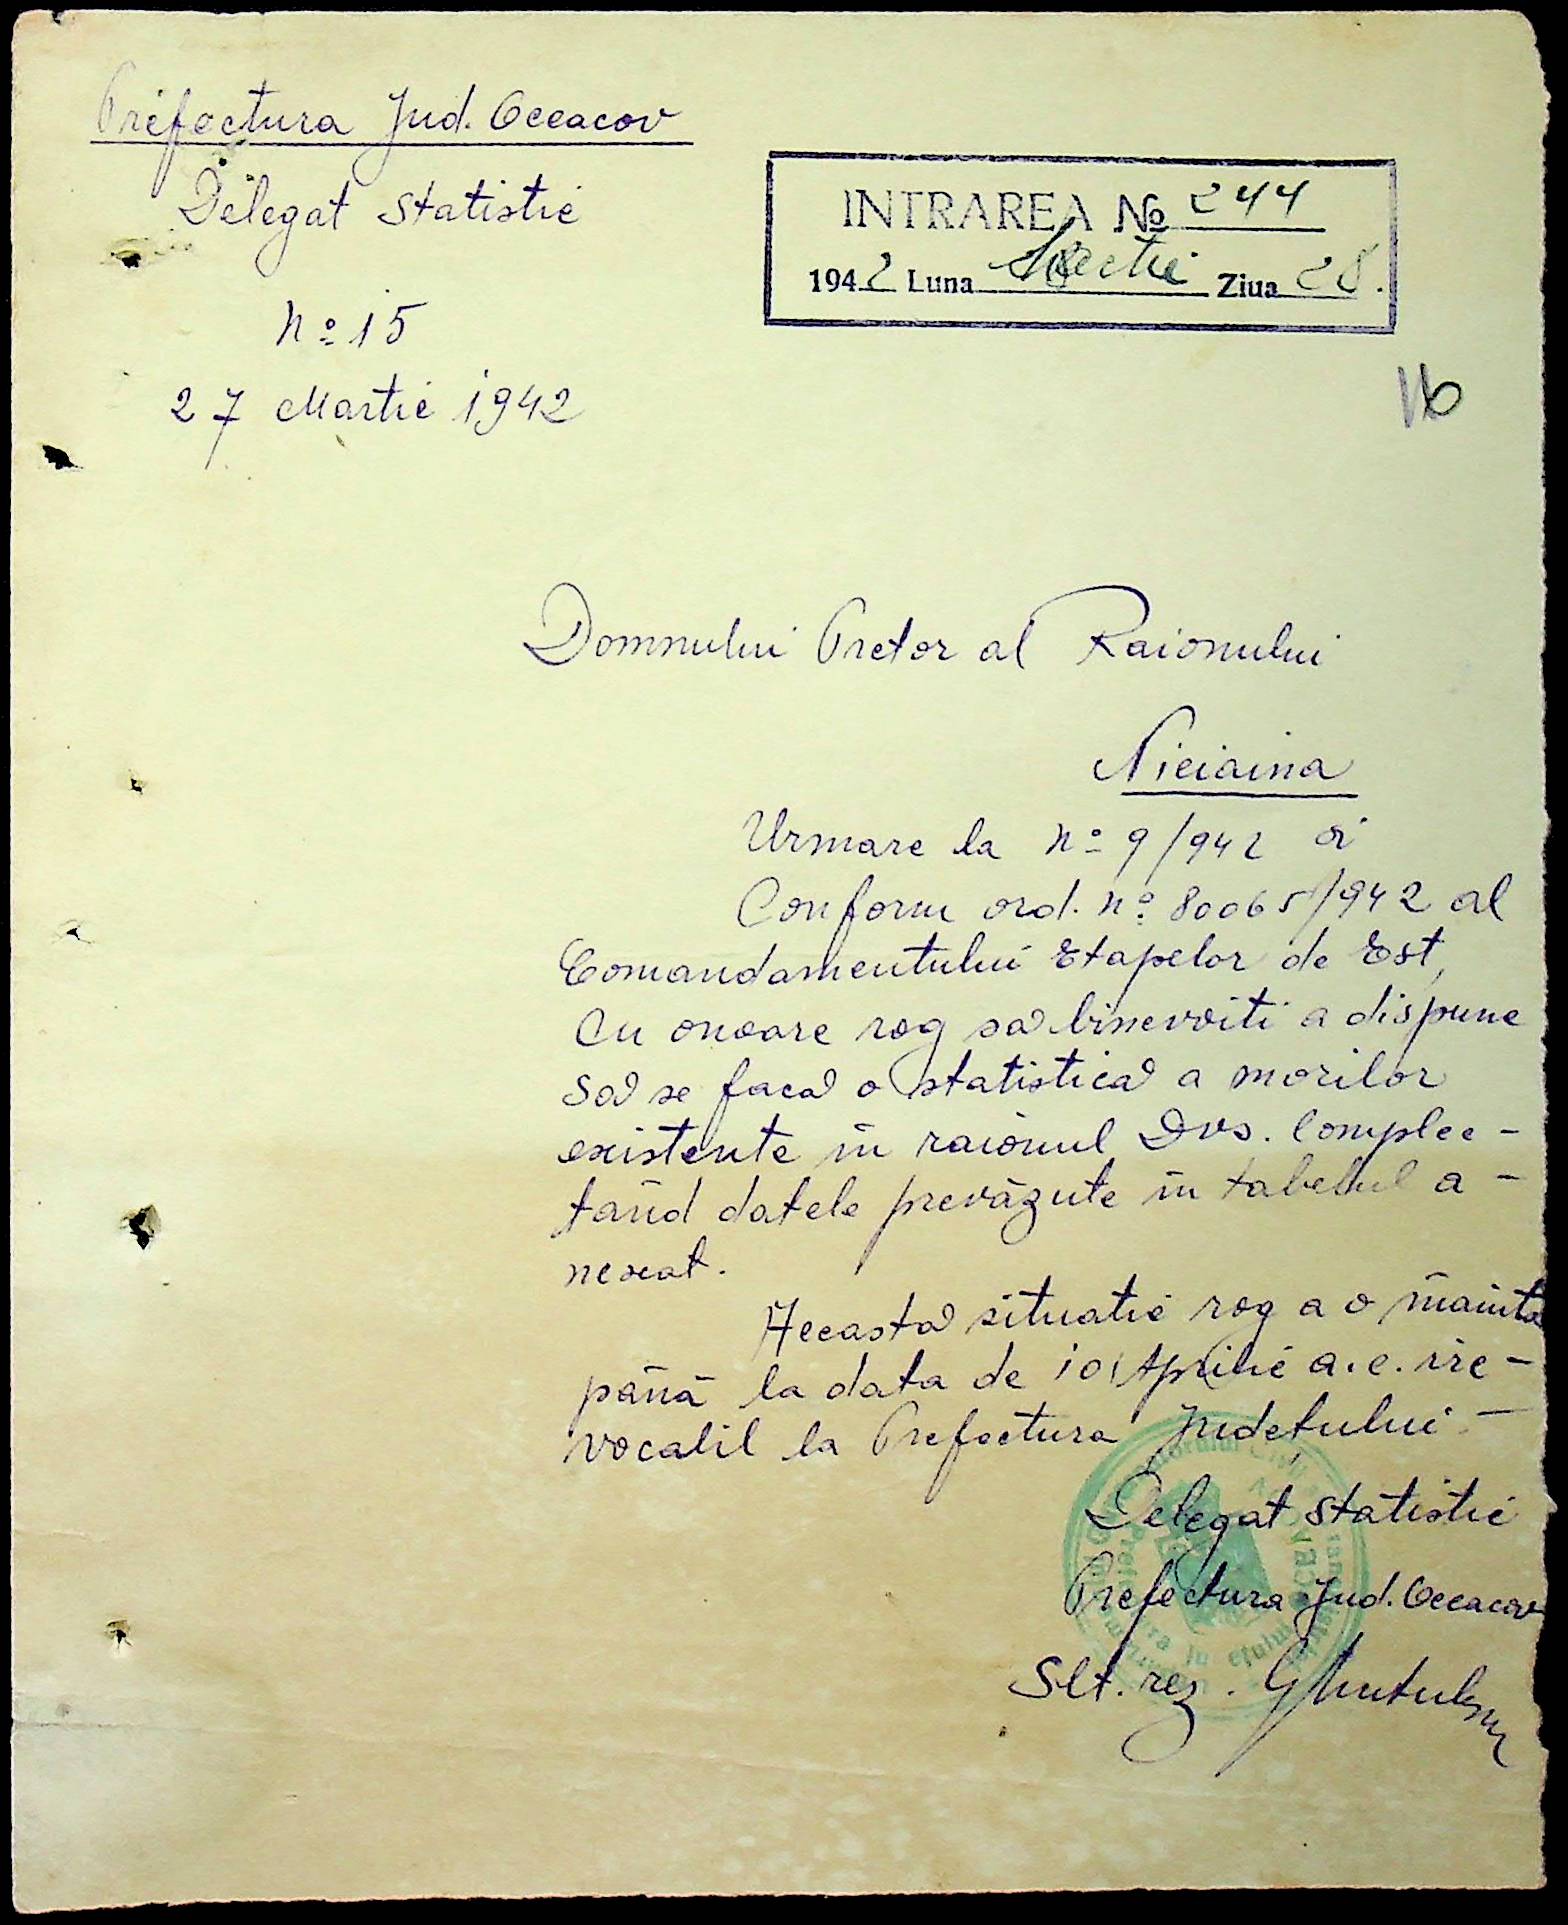 Prefectura Jud. Oceacov
Delegat Statistic
No 15
27 Martie 1942
INTRAREA No 244
1942 Luna Martie Ziua 28.
16
Domnului Pretor al Raionului
Niciaina
Urmare la No 9/942 și
Conform ord. No 80065/942 al
Comandamentului Etapelor de Est,
Cu onoare rog să binevoiti a dispune
să se facă o statistică a morilor
existente în raionul Dvs. complec-
tând datele prevăzute în tabelul a-
nexat.
Aceasta situatie rog a o înainta
până la data de 10 Aprilie a.c. ire-
vocabil la Prefectura Județului
Delegat Statistic
Prefectura Jud. Oceacov
Slt. rez.